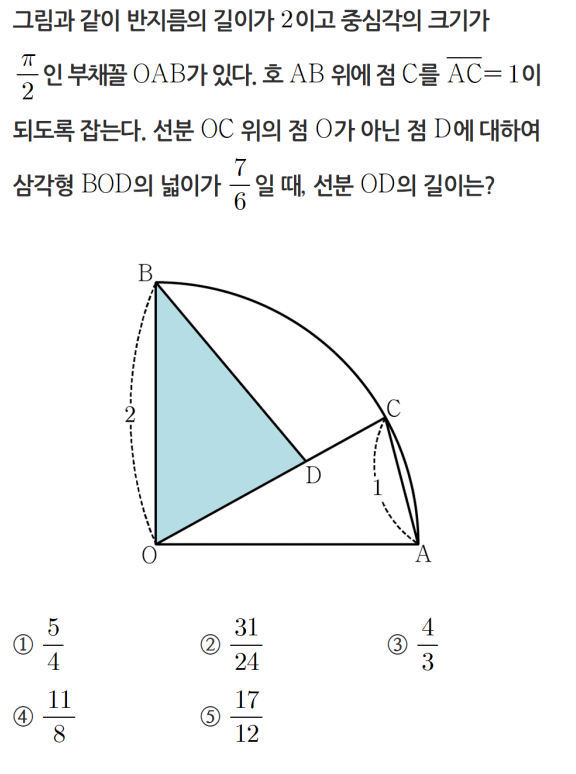 그림과 같이 반지름의 길이가 2이고 중심각의 크기가
π/2인 부채꼴 OAB가 있다. 호 AB 위에 점 C를 \overline{AC}=1이
되도록 잡는다. 선분 OC 위의 점 O가 아닌 점 D에 대하여
삼각형 BOD의 넓이가 7/6일 때, 선분 OD의 길이는?
B
2
C
D
1
O
A
① 5/4 ② 31/24 ③ 4/3
④ 11/8 ⑤ 17/12